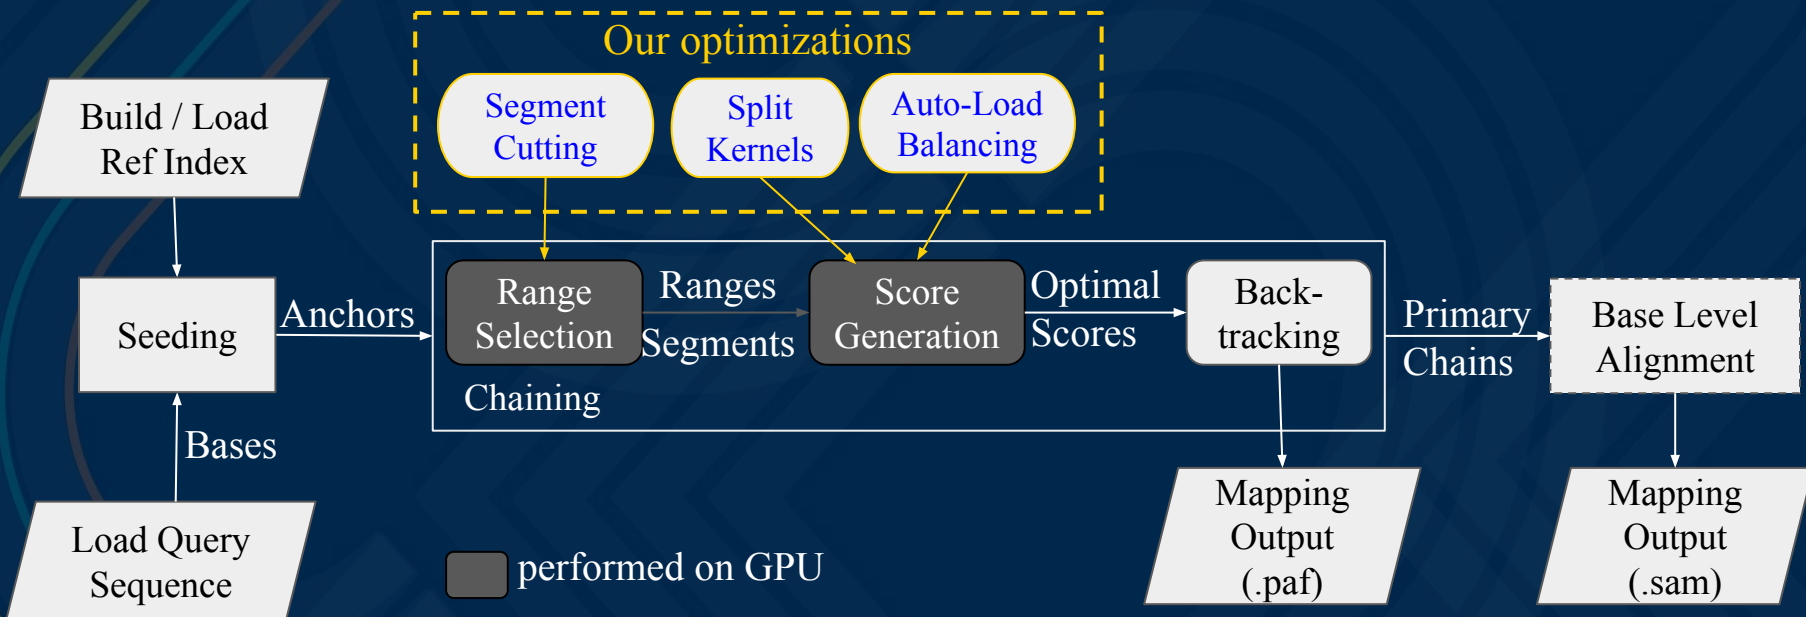 Our optimizations
Segment
Cutting
Split
Kernels
Auto-Load
Balancing
Build / Load
Ref Index
Seeding
Anchors
Bases
Load Query
Sequence
Range
Selection
Ranges
Segments
Score
Generation
Optimal
Scores
Back-
tracking
Chaining
Primary
Chains
Base Level
Alignment
Mapping
Output
(.paf)
Mapping
Output
(.sam)
performed on GPU